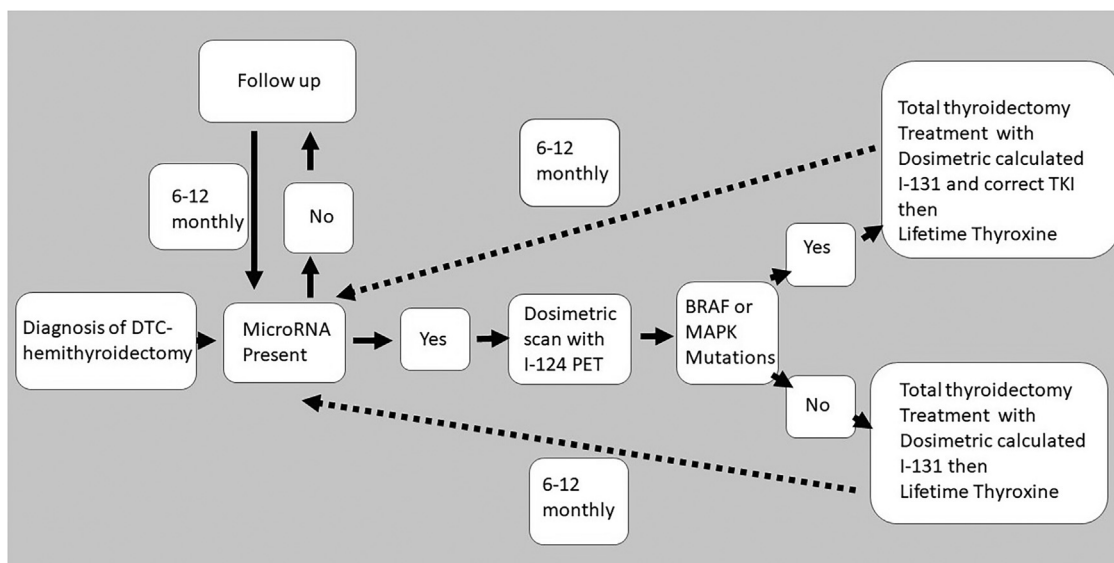 Follow up
6-12
monthly
No
Diagnosis of DTC-
hemithyroidectomy
MicroRNA
Present
Yes
Dosimetric
scan with
I-124 PET
BRAF or
MAPK
Mutations
Yes
Total thyroidectomy
Treatment with
Dosimetric calculated
I-131 and correct TKI
then
Lifetime Thyroxine
6-12
monthly
No
Total thyroidectomy
Treatment with
Dosimetric calculated
I-131 then
Lifetime Thyroxine
6-12
monthly